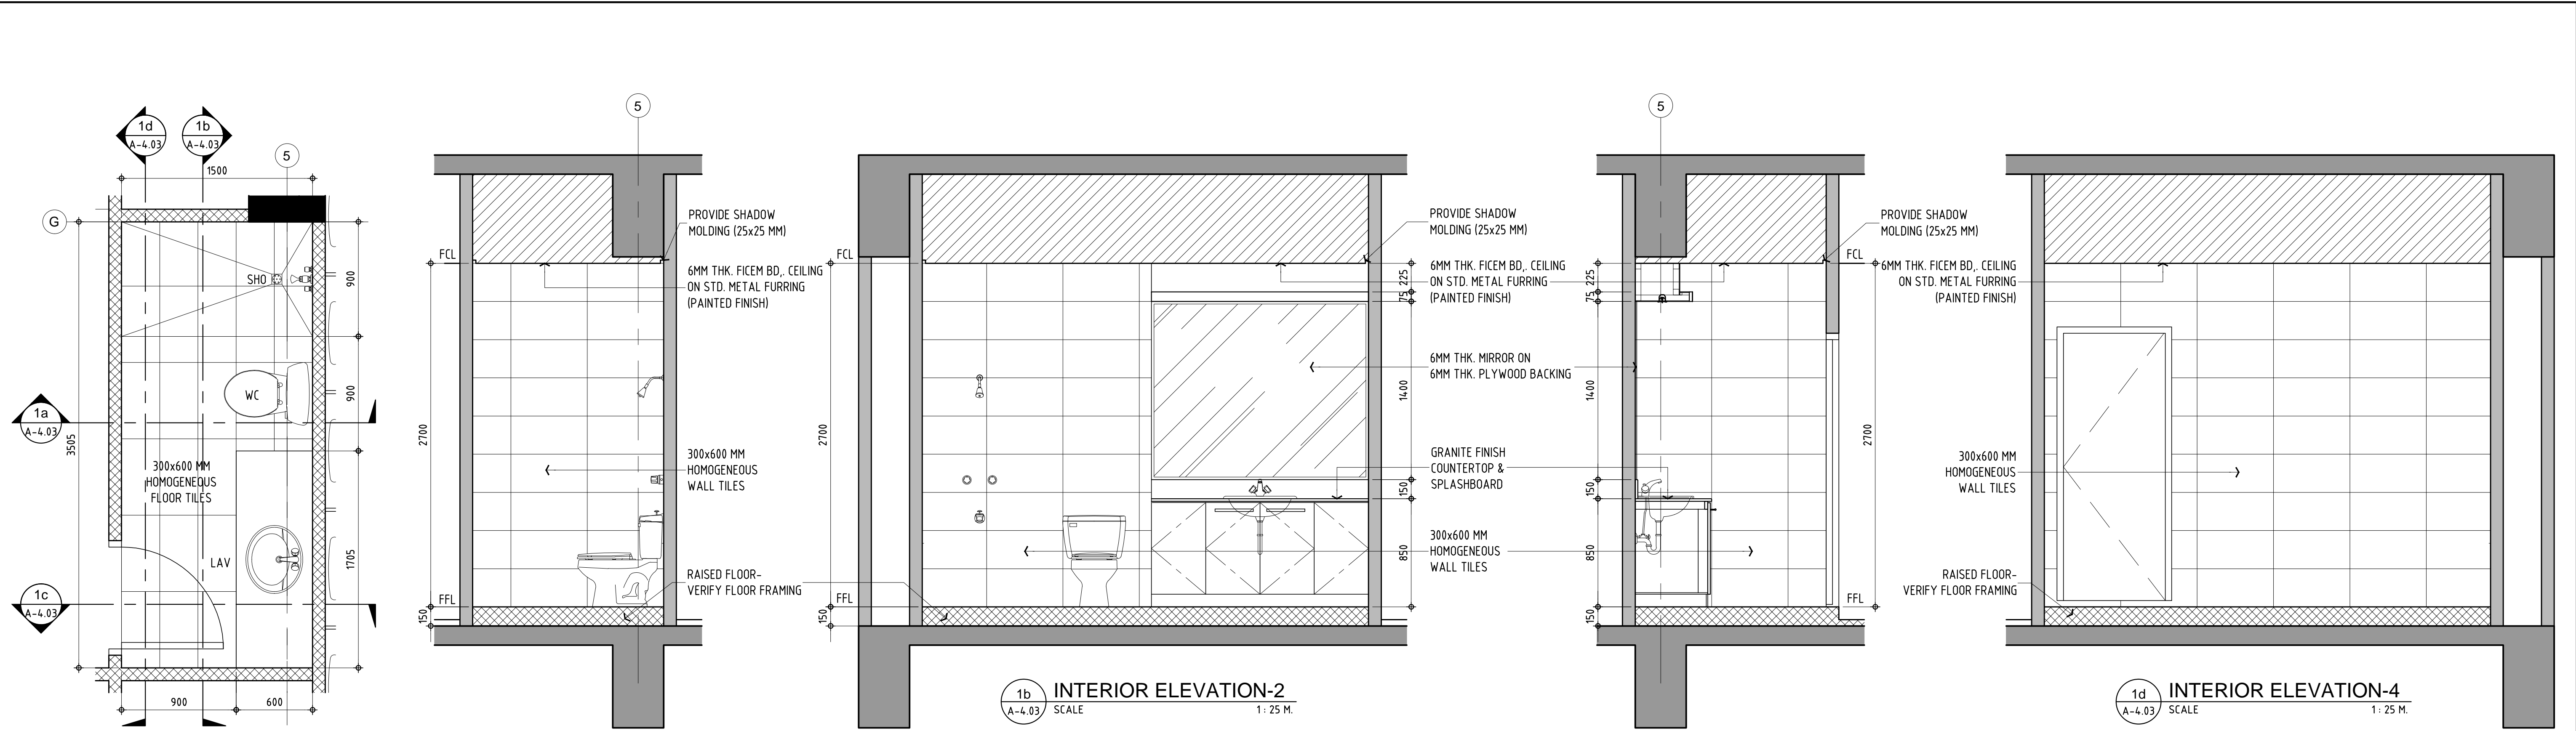 1d
A-4.03
1b
A-4.03
5
1500
G
SHO
900
WC
900
1a
A-4.03
3505
300x600 MM
HOMOGENEOUS
FLOOR TILES
1705
LAV
1c
A-4.03
900
600
5
FCL
2700
FFL
150
PROVIDE SHADOW
MOLDING (25x25 MM)
6MM THK. FICEM BD,. CEILING
ON STD. METAL FURRING
(PAINTED FINISH)
300x600 MM
HOMOGENEOUS
WALL TILES
RAISED FLOOR-
VERIFY FLOOR FRAMING
FCL
2700
FFL
150
225
75
1400
150
850
1b
A-4.03
INTERIOR ELEVATION-2
SCALE
1 : 25 M.
PROVIDE SHADOW
MOLDING (25x25 MM)
6MM THK. FICEM BD,. CEILING
ON STD. METAL FURRING
(PAINTED FINISH)
6MM THK. MIRROR ON
6MM THK. PLYWOOD BACKING
GRANITE FINISH
COUNTERTOP &
SPLASHBOARD
300x600 MM
HOMOGENEOUS
WALL TILES
5
225
75
1400
150
850
150
FCL
2700
FFL
PROVIDE SHADOW
MOLDING (25x25 MM)
6MM THK. FICEM BD,. CEILING
ON STD. METAL FURRING
(PAINTED FINISH)
300x600 MM
HOMOGENEOUS
WALL TILES
RAISED FLOOR-
VERIFY FLOOR FRAMING
1d
A-4.03
INTERIOR ELEVATION-4
SCALE
1 : 25 M.